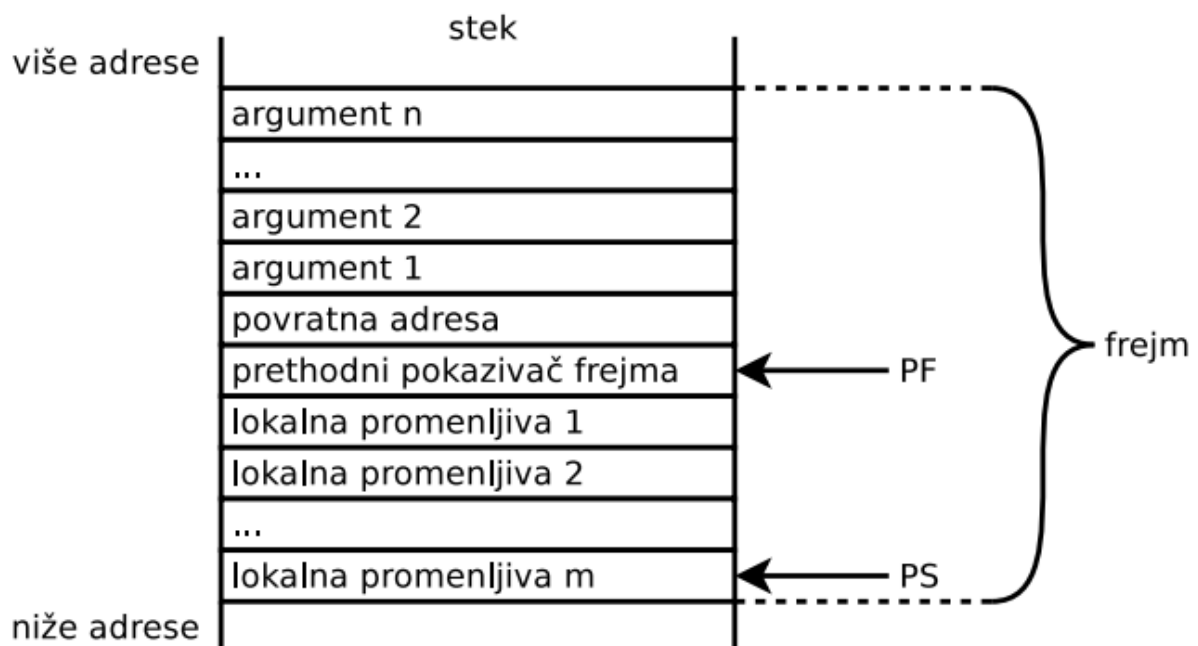 stek
više adrese
argument n
...
argument 2
argument 1
povratna adresa
prethodni pokazivač frejma
PF
frejm
lokalna promenljiva 1
lokalna promenljiva 2
...
lokalna promenljiva m
PS
niže adrese